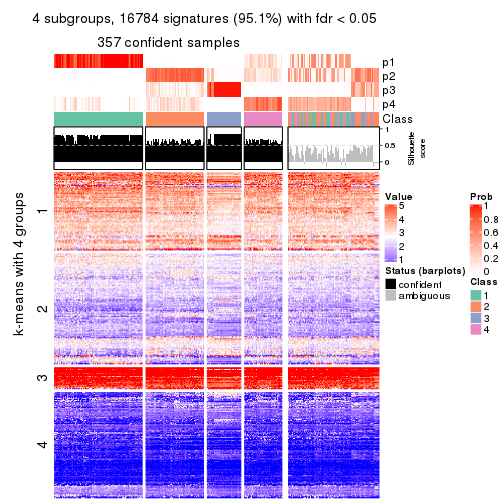 4 subgroups, 16784 signatures (95.1%) with fdr < 0.05
357 confident samples
p1
p2
p3
p4
Class
1
0.5
0
Silhouette
score
k-means with 4 groups
1
2
3
4
Value
5
4
3
2
1
Status (barplots)
confident
ambiguous
Prob
1
0.8
0.6
0.4
0.2
0
Class
1
2
3
4